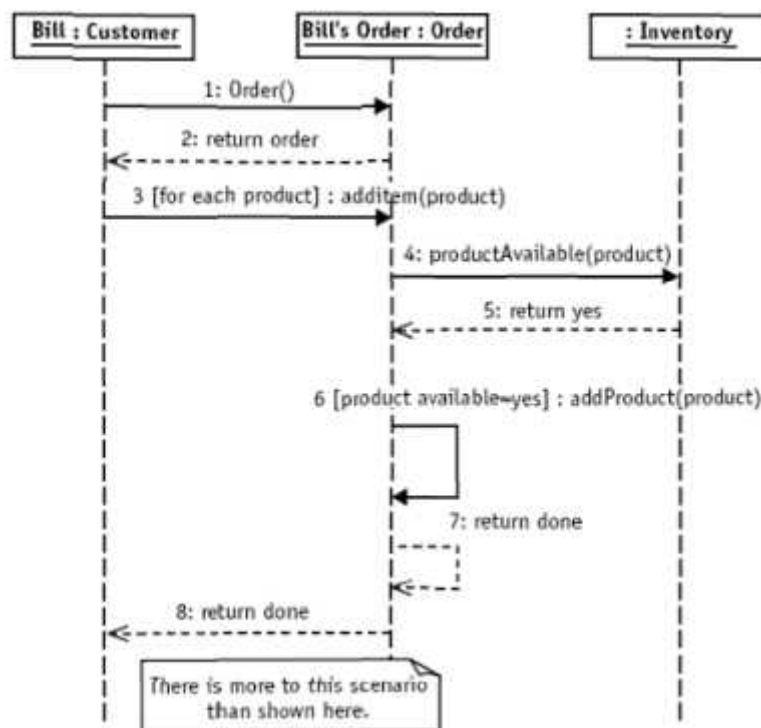 Bill : Customer
Bill's Order : Order
: Inventory
1: Order()
2: return order
3 [for each product] : additem(product)
4: productAvailable(product)
5: return yes
6 [product available=yes] : addProduct(product)
7: return done
8: return done
There is more to this scenario
than shown here.